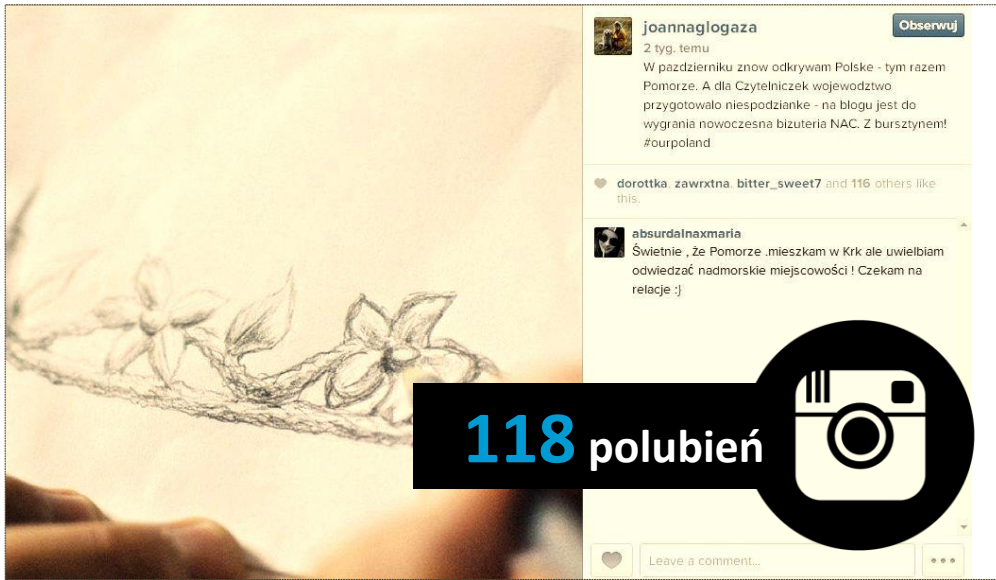 joannaglogaza
Obserwuj
2 tyg. temu
W pazdzierniku znow odkrywam Polske - tym razem
Pomorze. A dla Czytelniczek wojewodztwo
przygotowalo niespodzianke - na blogu jest do
wygrania nowoczesna bizuteria NAC. Z bursztynem!
#ourpoland
dorottka, zawrxtna, bitter_sweet7 and 116 others like
this.
absurdalnaxmaria
Świetnie , że Pomorze .mieszkam w Krk ale uwielbiam
odwiedzać nadmorskie miejscowości ! Czekam na
relacje :}
118 polubień
Leave a comment...